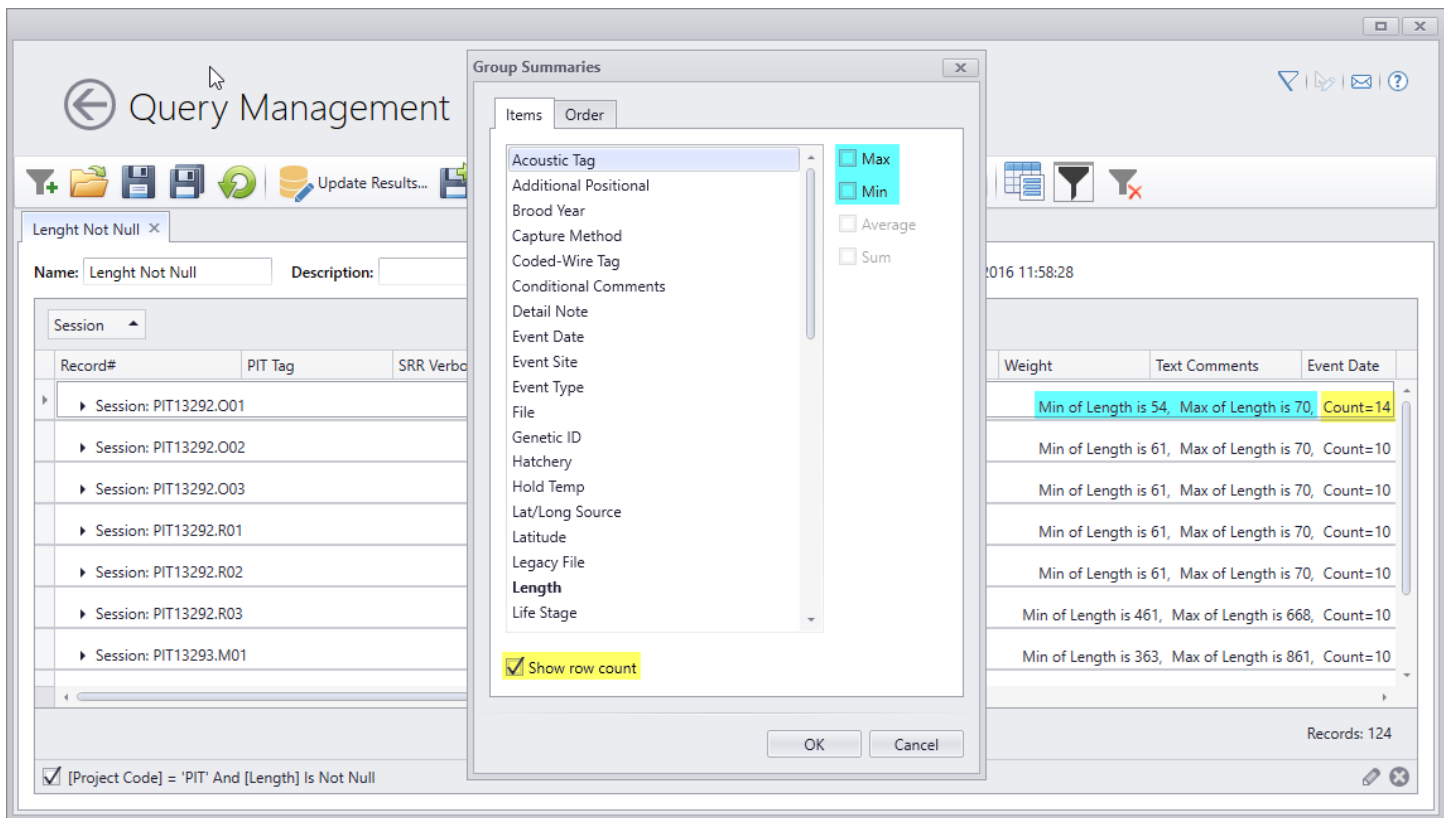 Query Management
Update Results...
Lenght Not Null
Name: Lenght Not Null Description:
2016 11:58:28
Session
Record# PIT Tag SRR Verbo Weight Text Comments Event Date
Session: PIT13292.O01 Min of Length is 54, Max of Length is 70, Count=14
Session: PIT13292.O02 Min of Length is 61, Max of Length is 70, Count=10
Session: PIT13292.O03 Min of Length is 61, Max of Length is 70, Count=10
Session: PIT13292.R01 Min of Length is 61, Max of Length is 70, Count=10
Session: PIT13292.R02 Min of Length is 61, Max of Length is 70, Count=10
Session: PIT13292.R03 Min of Length is 461, Max of Length is 668, Count=10
Session: PIT13293.M01 Min of Length is 363, Max of Length is 861, Count=10
Records: 124
[Project Code] = 'PIT' And [Length] Is Not Null
Group Summaries
Items Order
Acoustic Tag
Additional Positional
Brood Year
Capture Method
Coded-Wire Tag
Conditional Comments
Detail Note
Event Date
Event Site
Event Type
File
Genetic ID
Hatchery
Hold Temp
Lat/Long Source
Latitude
Legacy File
Length
Life Stage
Max
Min
Average
Sum
Show row count
OK Cancel